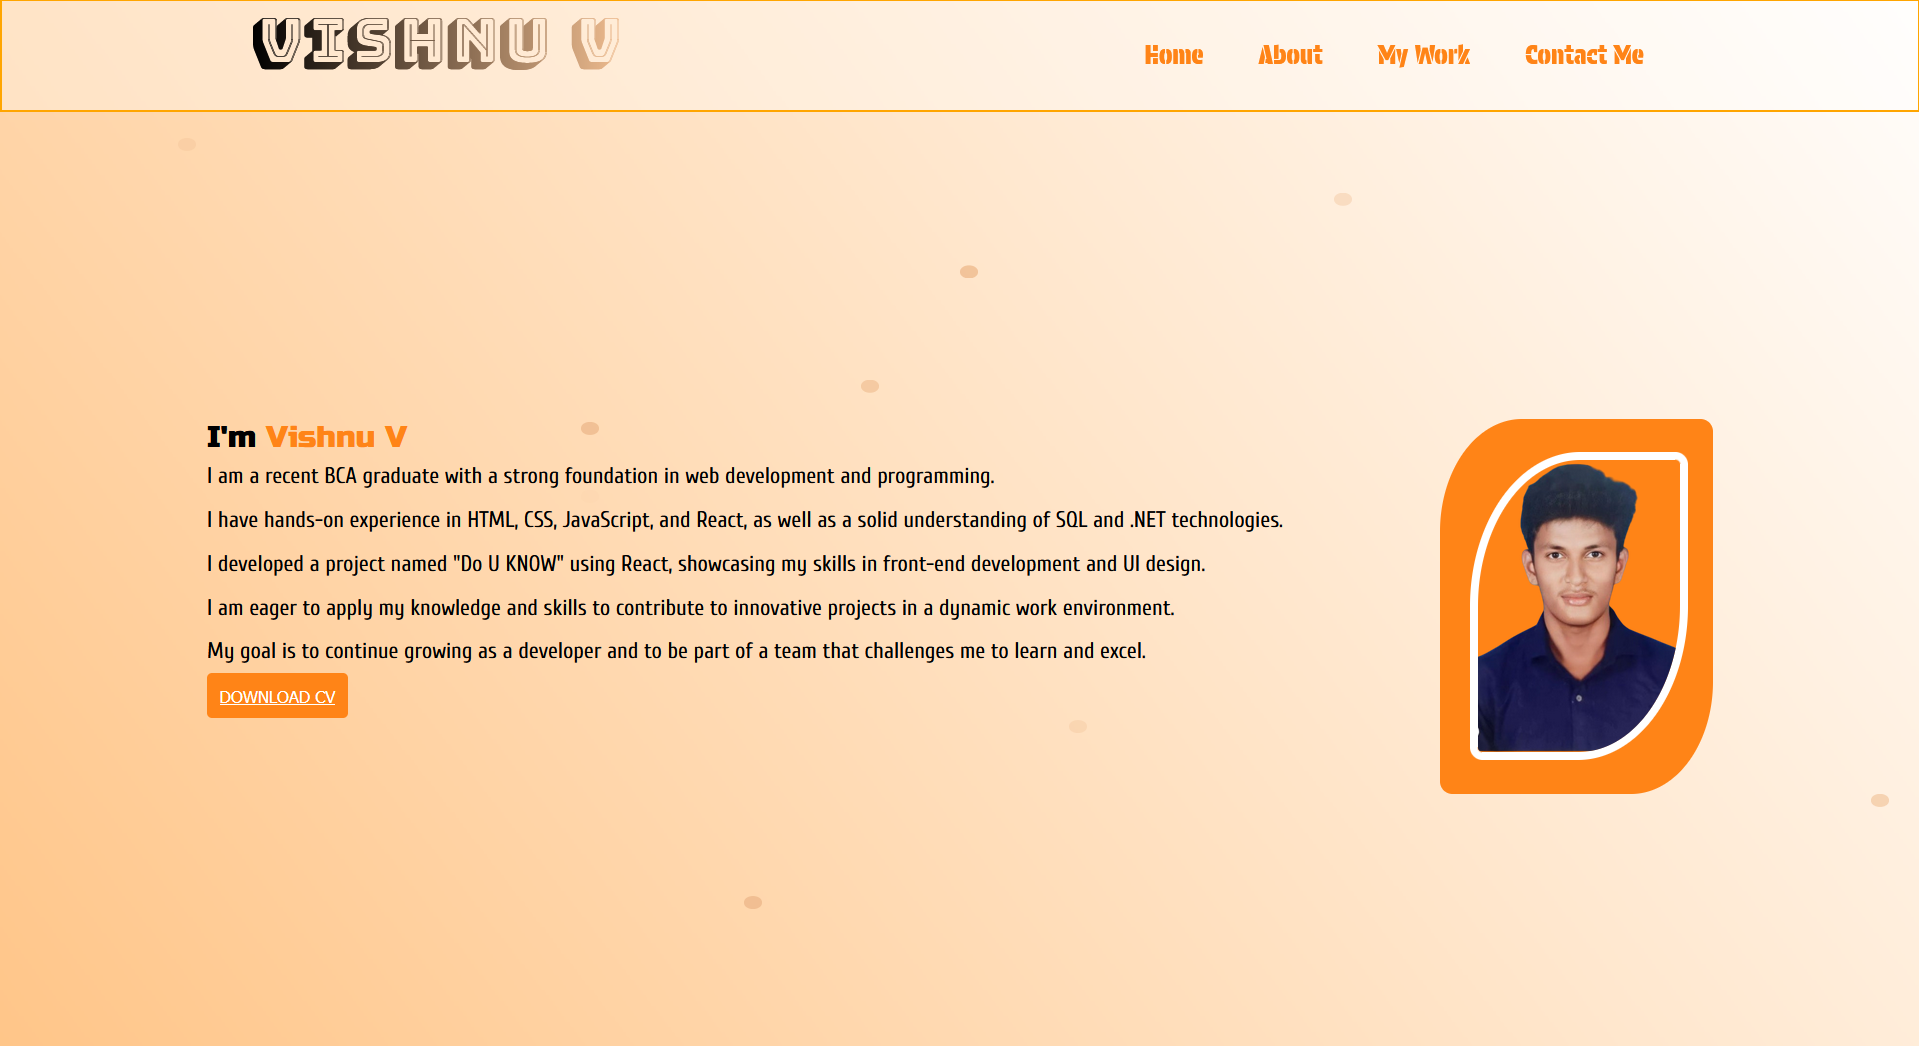 VISHNU V
Home About My Work Contact Me
I'm Vishnu V
I am a recent BCA graduate with a strong foundation in web development and programming.
I have hands-on experience in HTML, CSS, JavaScript, and React, as well as a solid understanding of SQL and .NET technologies.
I developed a project named "Do U KNOW" using React, showcasing my skills in front-end development and UI design.
I am eager to apply my knowledge and skills to contribute to innovative projects in a dynamic work environment.
My goal is to continue growing as a developer and to be part of a team that challenges me to learn and excel.
DOWNLOAD CV